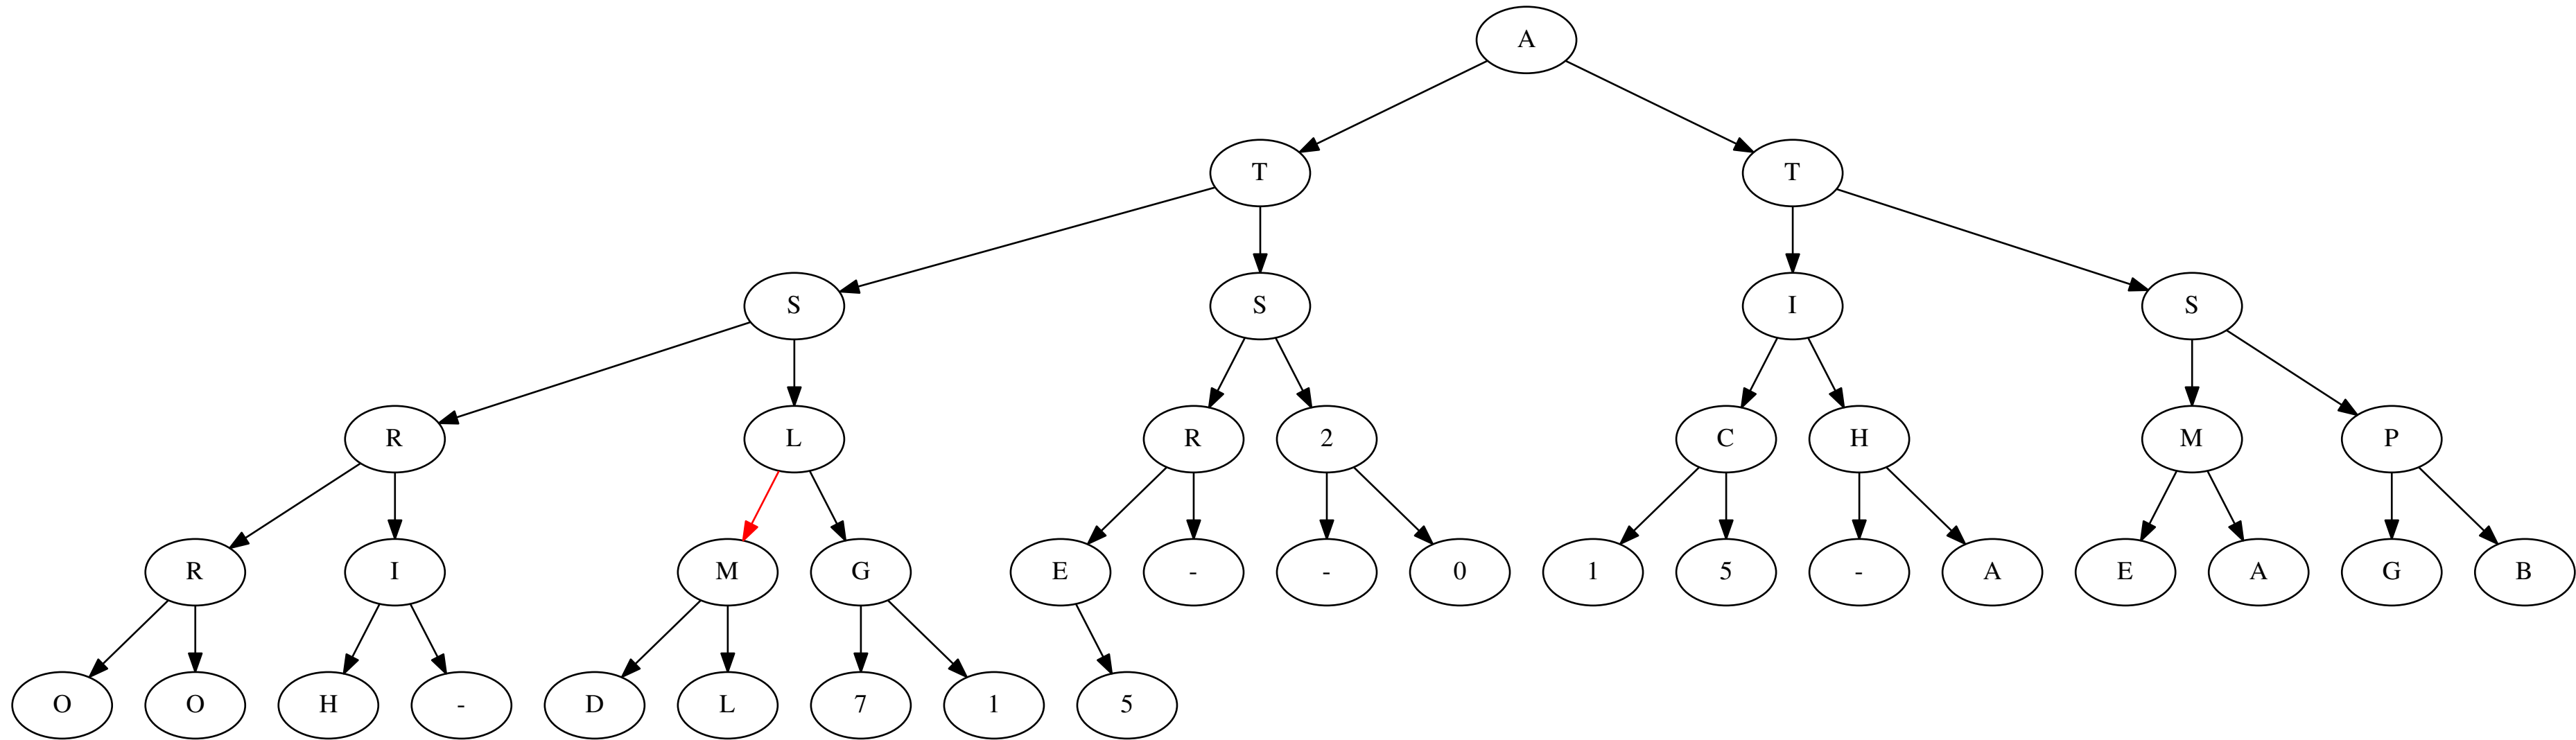 A
T T
S S I S
R L R 2 C H M P
R I M G E - - 0 1 5 - A E A G B
O O H - D L 7 1 5